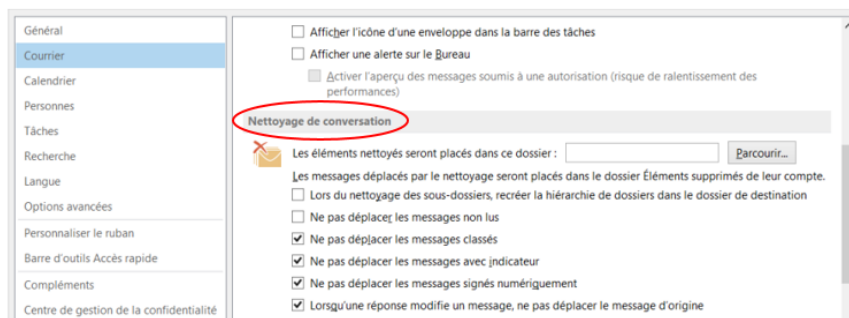 Général
Courrier
Calendrier
Personnes
Tâches
Recherche
Langue
Options avancées
Personnaliser le ruban
Barre d'outils Accès rapide
Compléments
Centre de gestion de la confidentialité
Afficher l'icône d'une enveloppe dans la barre des tâches
Afficher une alerte sur le Bureau
Activer l'aperçu des messages soumis à une autorisation (risque de ralentissement des
performances)
Nettoyage de conversation
Les éléments nettoyés seront placés dans ce dossier : Parcourir...
Les messages déplacés par le nettoyage seront placés dans le dossier Éléments supprimés de leur compte.
Lors du nettoyage des sous-dossiers, recréer la hiérarchie de dossiers dans le dossier de destination
Ne pas déplacer les messages non lus
Ne pas déplacer les messages classés
Ne pas déplacer les messages avec indicateur
Ne pas déplacer les messages signés numériquement
Lorsqu'une réponse modifie un message, ne pas déplacer le message d'origine